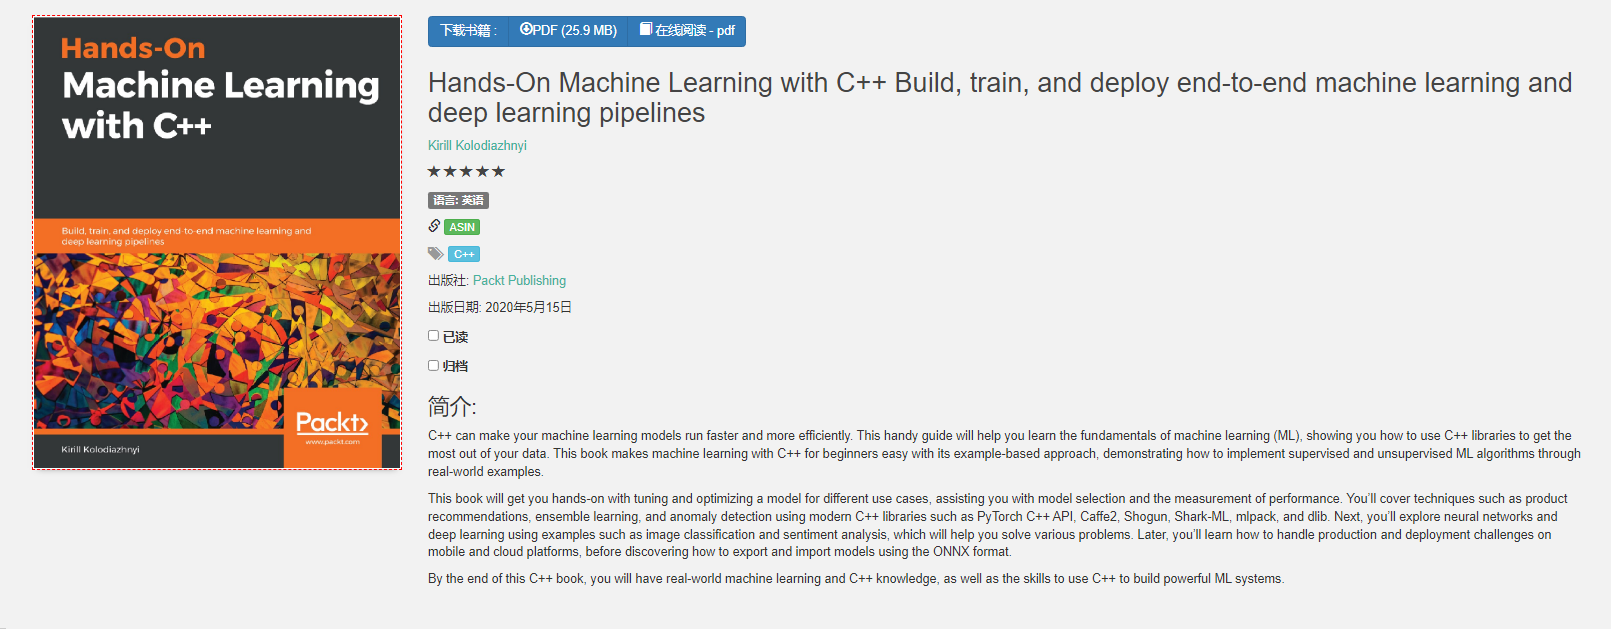 Hands-On
Machine Learning
with C++
Build, train, and deploy end-to-end machine learning and
deep learning pipelines
Packt>
www.packt.com
Kirill Kolodiazhnyi
下载书籍 :
PDF (25.9 MB)
在线阅读 - pdf
Hands-On Machine Learning with C++ Build, train, and deploy end-to-end machine learning and
deep learning pipelines
Kirill Kolodiazhnyi
★★★★★
语言: 英语
ASIN
C++
出版社: Packt Publishing
出版日期: 2020年5月15日
已读
归档
简介:
C++ can make your machine learning models run faster and more efficiently. This handy guide will help you learn the fundamentals of machine learning (ML), showing you how to use C++ libraries to get the
most out of your data. This book makes machine learning with C++ for beginners easy with its example-based approach, demonstrating how to implement supervised and unsupervised ML algorithms through
real-world examples.
This book will get you hands-on with tuning and optimizing a model for different use cases, assisting you with model selection and the measurement of performance. You’ll cover techniques such as product
recommendations, ensemble learning, and anomaly detection using modern C++ libraries such as PyTorch C++ API, Caffe2, Shogun, Shark-ML, mlpack, and dlib. Next, you’ll explore neural networks and
deep learning using examples such as image classification and sentiment analysis, which will help you solve various problems. Later, you’ll learn how to handle production and deployment challenges on
mobile and cloud platforms, before discovering how to export and import models using the ONNX format.
By the end of this C++ book, you will have real-world machine learning and C++ knowledge, as well as the skills to use C++ to build powerful ML systems.